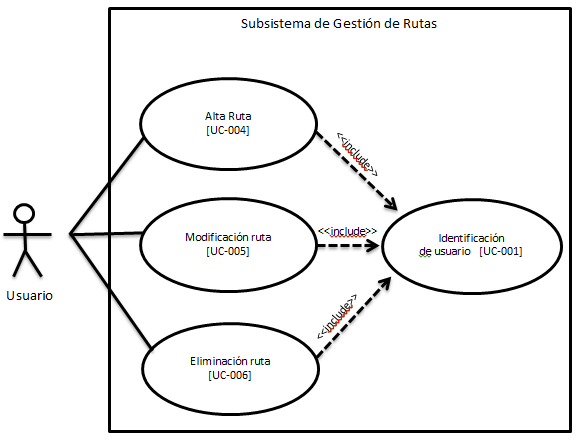 Subsistema de Gestión de Rutas
Alta Ruta
[UC-004]
<<include>>
Modificación ruta
[UC-005]
<<include>>
Identificación
de usuario [UC-001]
Usuario
<<include>>
Eliminación ruta
[UC-006]